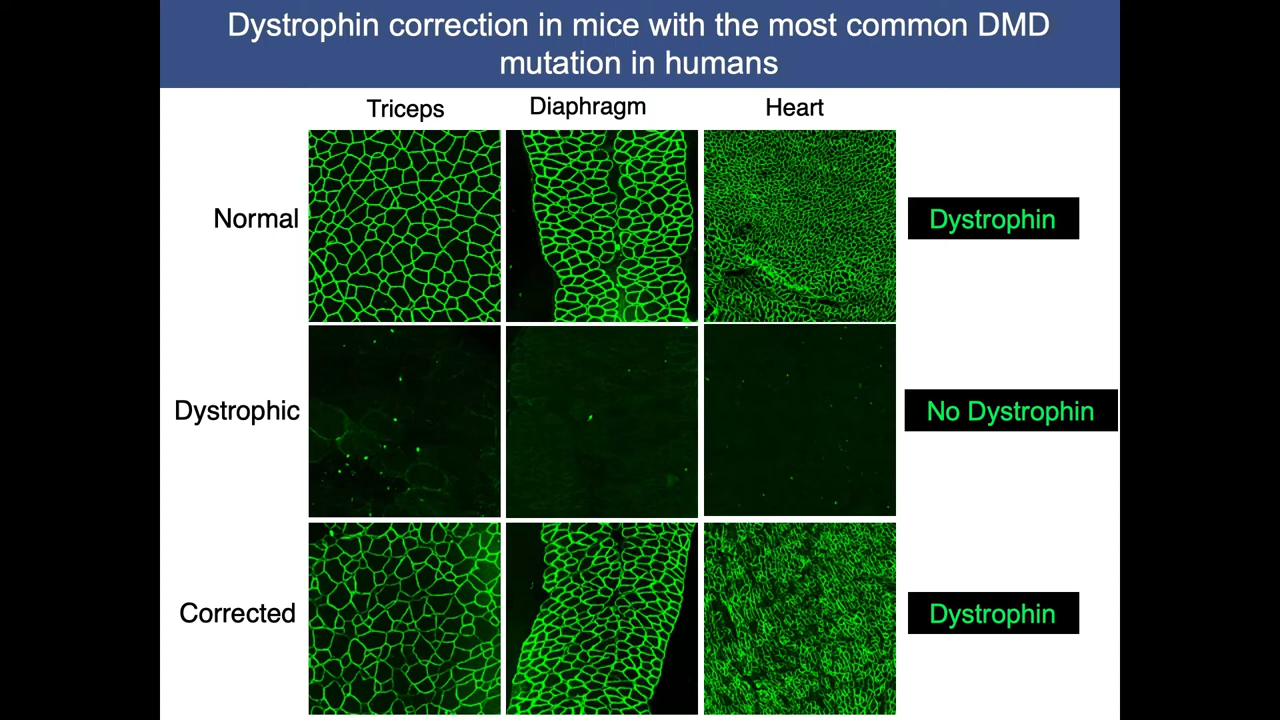 Dystrophin correction in mice with the most common DMD
mutation in humans
Triceps
Diaphragm
Heart
Normal
Dystrophin
Dystrophic
No Dystrophin
Corrected
Dystrophin